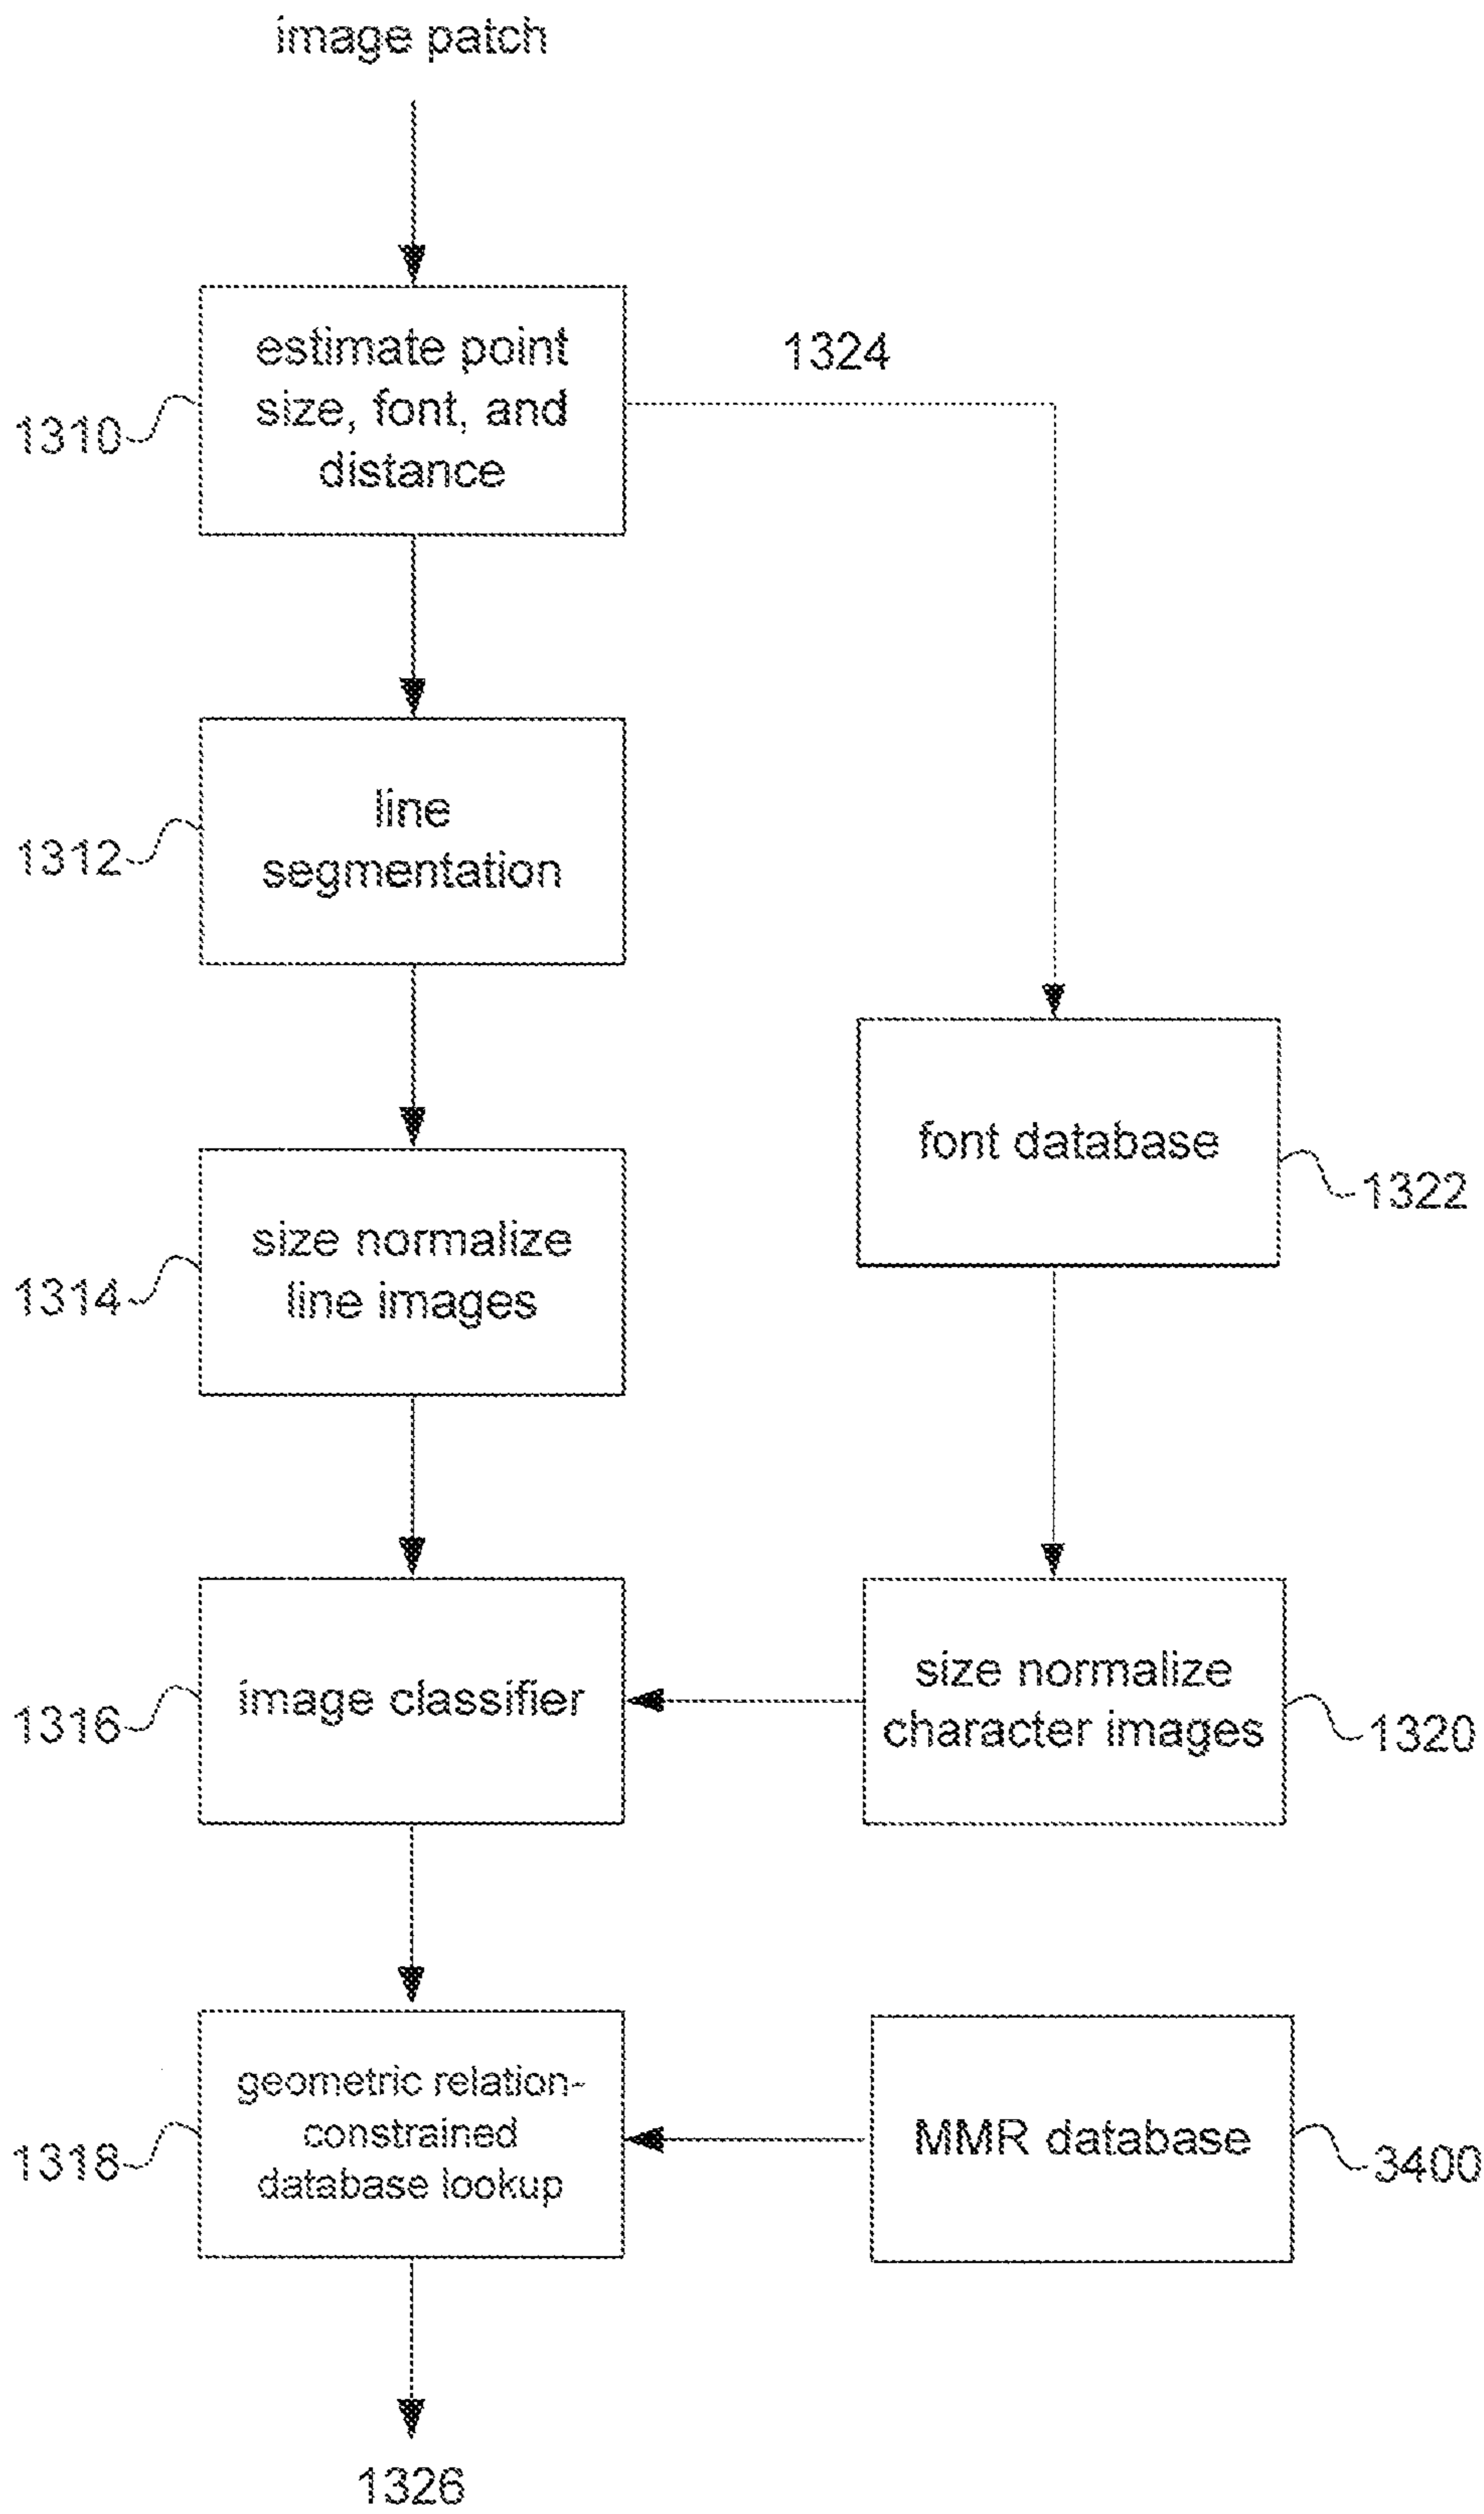 image patch
estimate point
size, font, and
distance
1310
1324
line
segmentation
1312
font database
1322
size normalize
line images
1314
image classifier
1316
size normalize
character images
1320
geometric relation-
constrained
database lookup
1318
MMR database
3400
1326